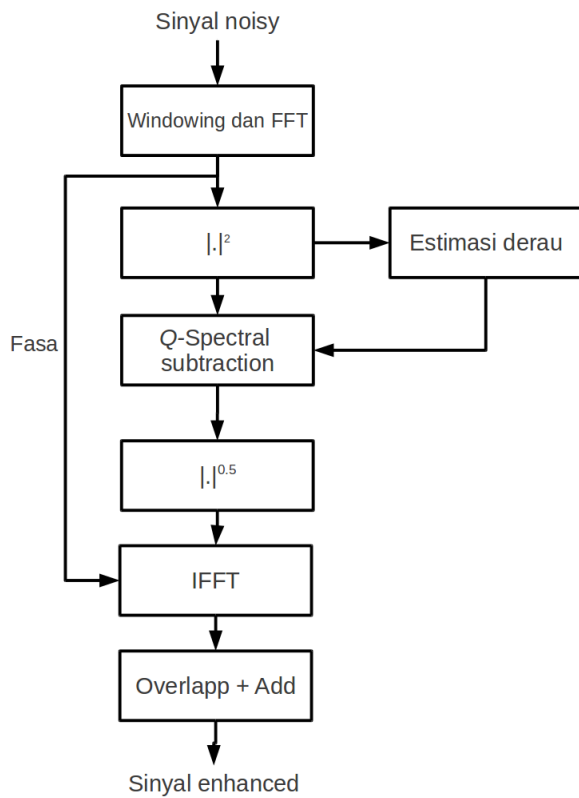 Sinyal noisy
Windowing dan FFT
|.|²
Estimasi derau
Q-Spectral
subtraction
Fasa
|.|⁰·⁵
IFFT
Overlapp + Add
Sinyal enhanced